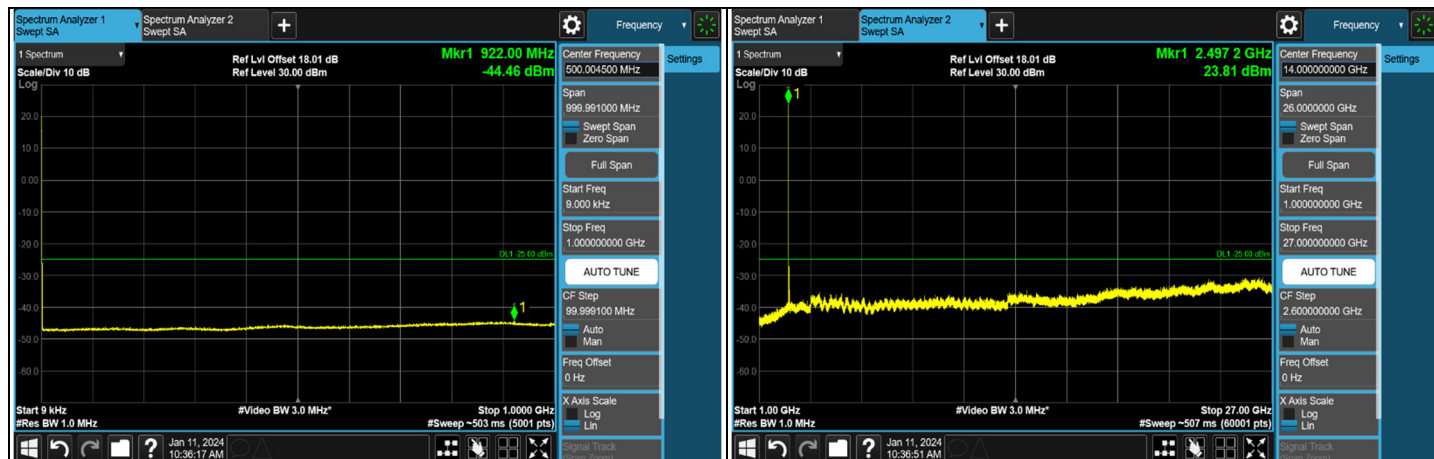 Spectrum Analyzer 1
Swept SA
Spectrum Analyzer 2
Swept SA
Frequency
1 Spectrum
Scale/Div 10 dB
Log
Ref Lvl Offset 18.01 dB
Ref Level 30.00 dBm
Mkr1 922.00 MHz
-44.46 dBm
20.0
10.0
0.00
-10.0
-20.0
-30.0
-40.0
-50.0
-60.0
1
DL1 -25.00 dBm
Start 9 kHz
#Res BW 1.0 MHz
#Video BW 3.0 MHz*
Stop 1.0000 GHz
#Sweep ~503 ms (5001 pts)
Center Frequency
500.004500 MHz
Settings
Span
999.991000 MHz
Swept Span
Zero Span
Full Span
Start Freq
9.000 kHz
Stop Freq
1.000000000 GHz
AUTO TUNE
CF Step
99.999100 MHz
Auto
Man
Freq Offset
0 Hz
X Axis Scale
Log
Lin
Signal Track
(Span Zoom)
?
Jan 11, 2024
10:36:17 AM
Spectrum Analyzer 1
Swept SA
Spectrum Analyzer 2
Swept SA
Frequency
1 Spectrum
Scale/Div 10 dB
Log
Ref Lvl Offset 18.01 dB
Ref Level 30.00 dBm
Mkr1 2.497 2 GHz
23.81 dBm
1
20.0
10.0
0.00
-10.0
-20.0
-30.0
-40.0
-50.0
-60.0
DL1 -25.00 dBm
Start 1.00 GHz
#Res BW 1.0 MHz
#Video BW 3.0 MHz*
Stop 27.00 GHz
#Sweep ~507 ms (60001 pts)
Center Frequency
14.000000000 GHz
Settings
Span
26.0000000 GHz
Swept Span
Zero Span
Full Span
Start Freq
1.000000000 GHz
Stop Freq
27.000000000 GHz
AUTO TUNE
CF Step
2.600000000 GHz
Auto
Man
Freq Offset
0 Hz
X Axis Scale
Log
Lin
Signal Track
(Span Zoom)
?
Jan 11, 2024
10:36:51 AM